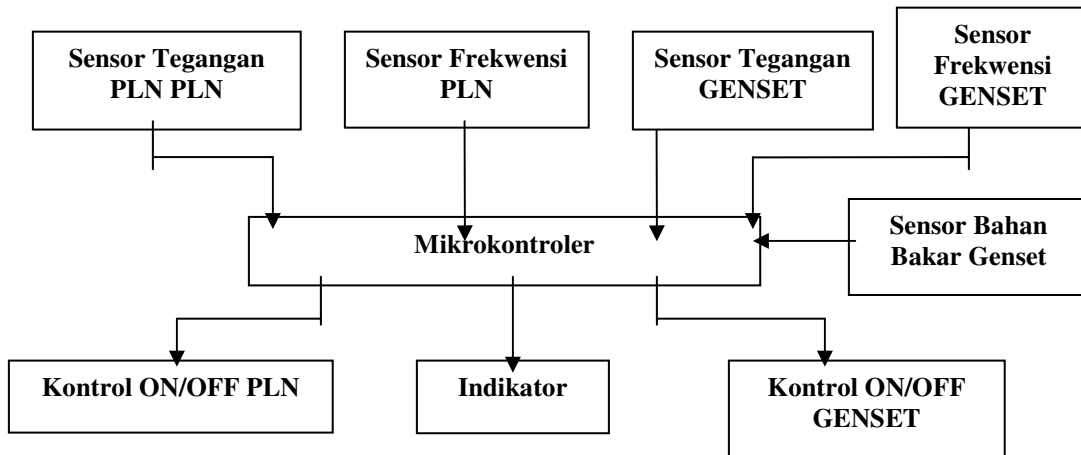 Sensor Tegangan
PLN PLN
Sensor Frekwensi
PLN
Sensor Tegangan
GENSET
Sensor
Frekwensi
GENSET
Mikrokontroler
Sensor Bahan
Bakar Genset
Kontrol ON/OFF PLN
Indikator
Kontrol ON/OFF
GENSET